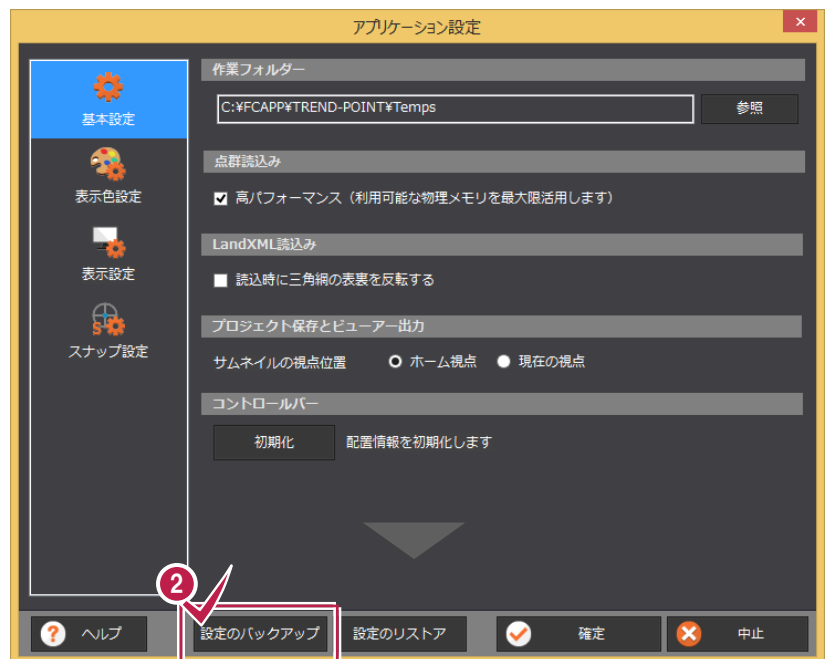 アプリケーション設定
作業フォルダー
C:¥FCAPP¥TREND-POINT¥Temps
参照
基本設定
点群読込み
高パフォーマンス（利用可能な物理メモリを最大限活用します）
表示色設定
LandXML読込み
読込時に三角網の表裏を反転する
表示設定
プロジェクト保存とビューアー出力
サムネイルの視点位置 ホーム視点 現在の視点
S
スナップ設定
コントロールバー
初期化 配置情報を初期化します
2
? ヘルプ 設定のバックアップ 設定のリストア 確定 中止